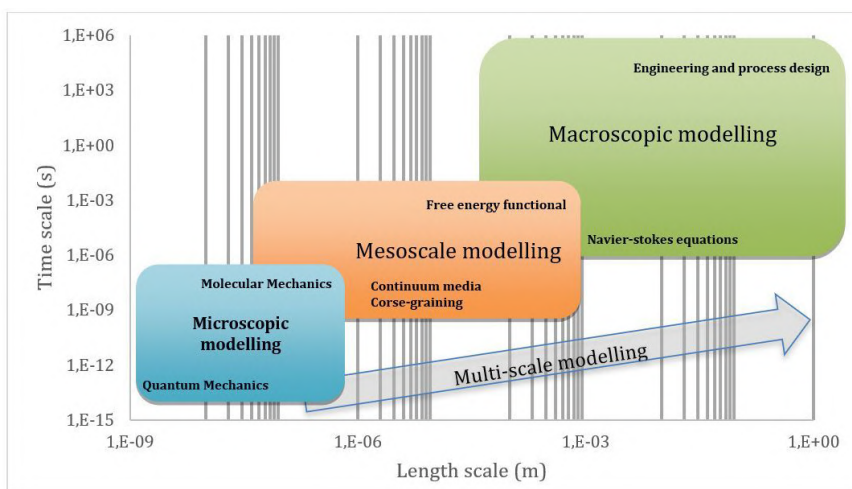 1,E+06
1,E+03
1,E+00
1,E-03
1,E-06
1,E-09
1,E-12
1,E-15
Time scale (s)
Engineering and process design
Macroscopic modelling
Navier-stokes equations
Free energy functional
Mesoscale modelling
Continuum media
Corse-graining
Molecular Mechanics
Microscopic
modelling
Quantum Mechanics
Multi-scale modelling
1,E-09
1,E-06
1,E-03
1,E+00
Length scale (m)